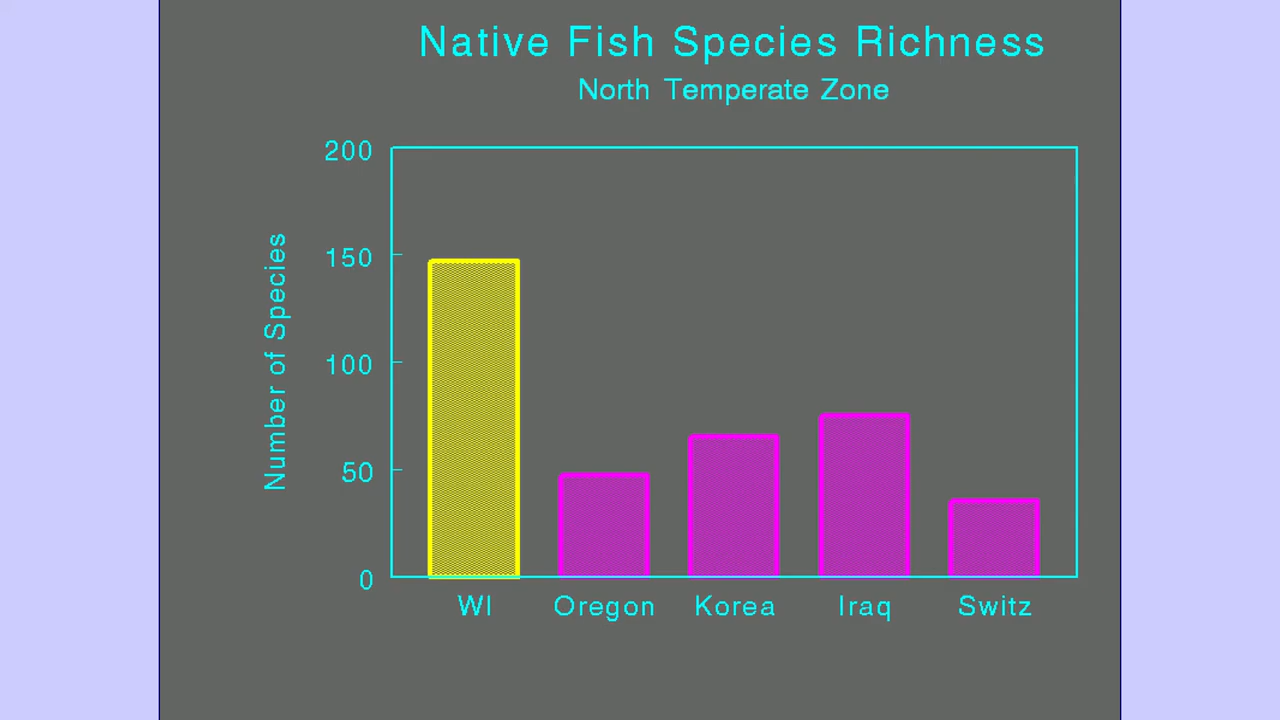 Native Fish Species Richness
North Temperate Zone
Number of Species
200
150
100
50
0
WI Oregon Korea Iraq Switz